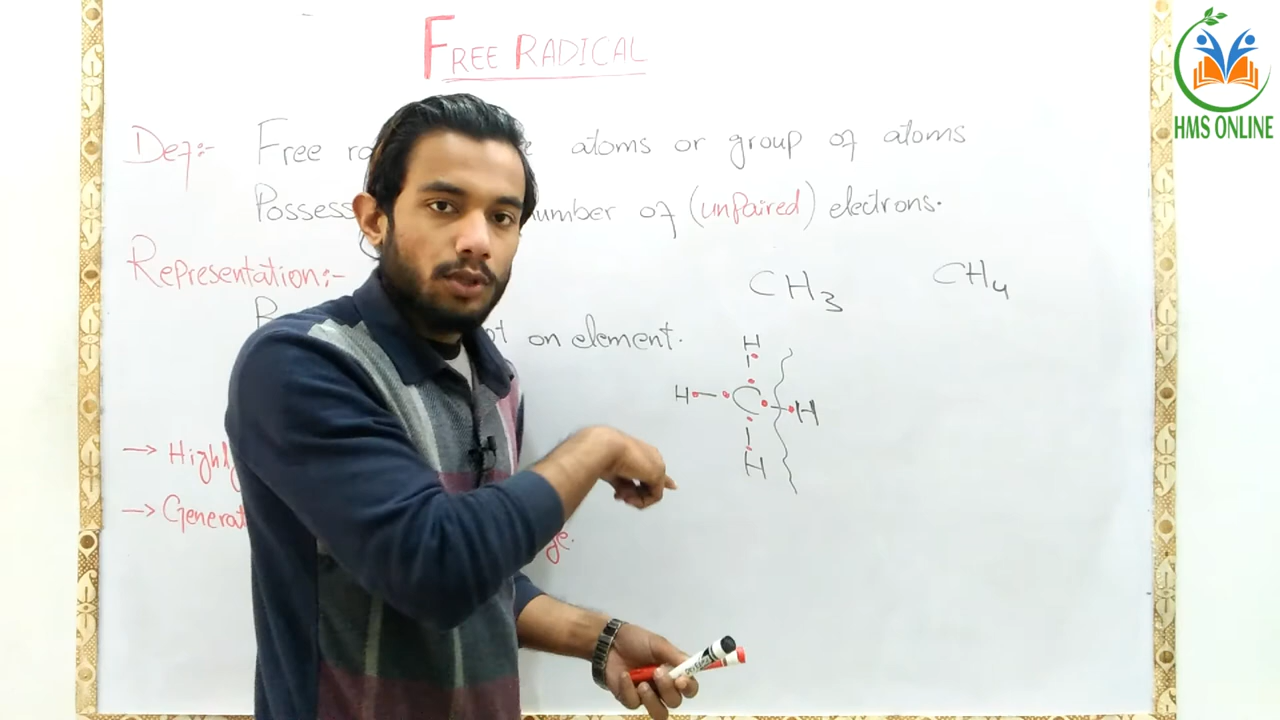 FREE RADICAL
HMS ONLINE
Def:- Free atoms or group of atoms
Possess number of (unpaired) electrons.
Representation:-
on element.
CH3 CH4
H
H C H
H
→ Highly
→ Generat